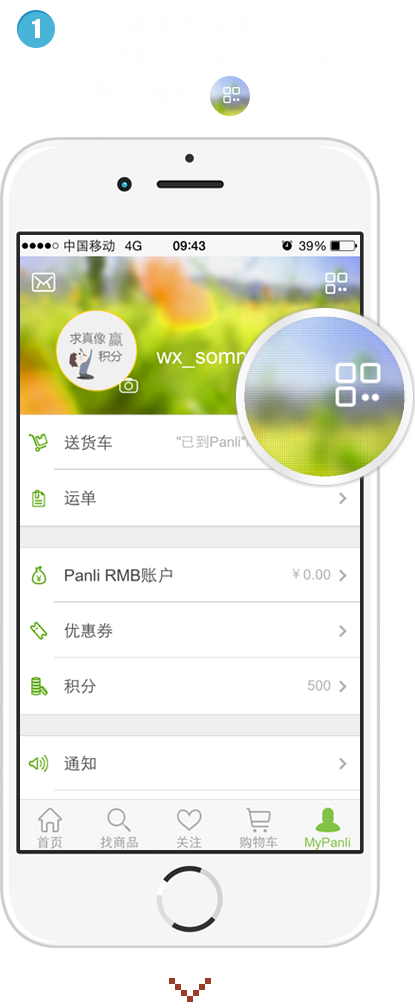 1
中国移动 4G 09:43 39%
求真像 赢
积分
wx_somn
送货车 "已到Panli"
运单
Panli RMB账户 ¥0.00
优惠券
积分 500
通知
首页 找商品 关注 购物车 MyPanli